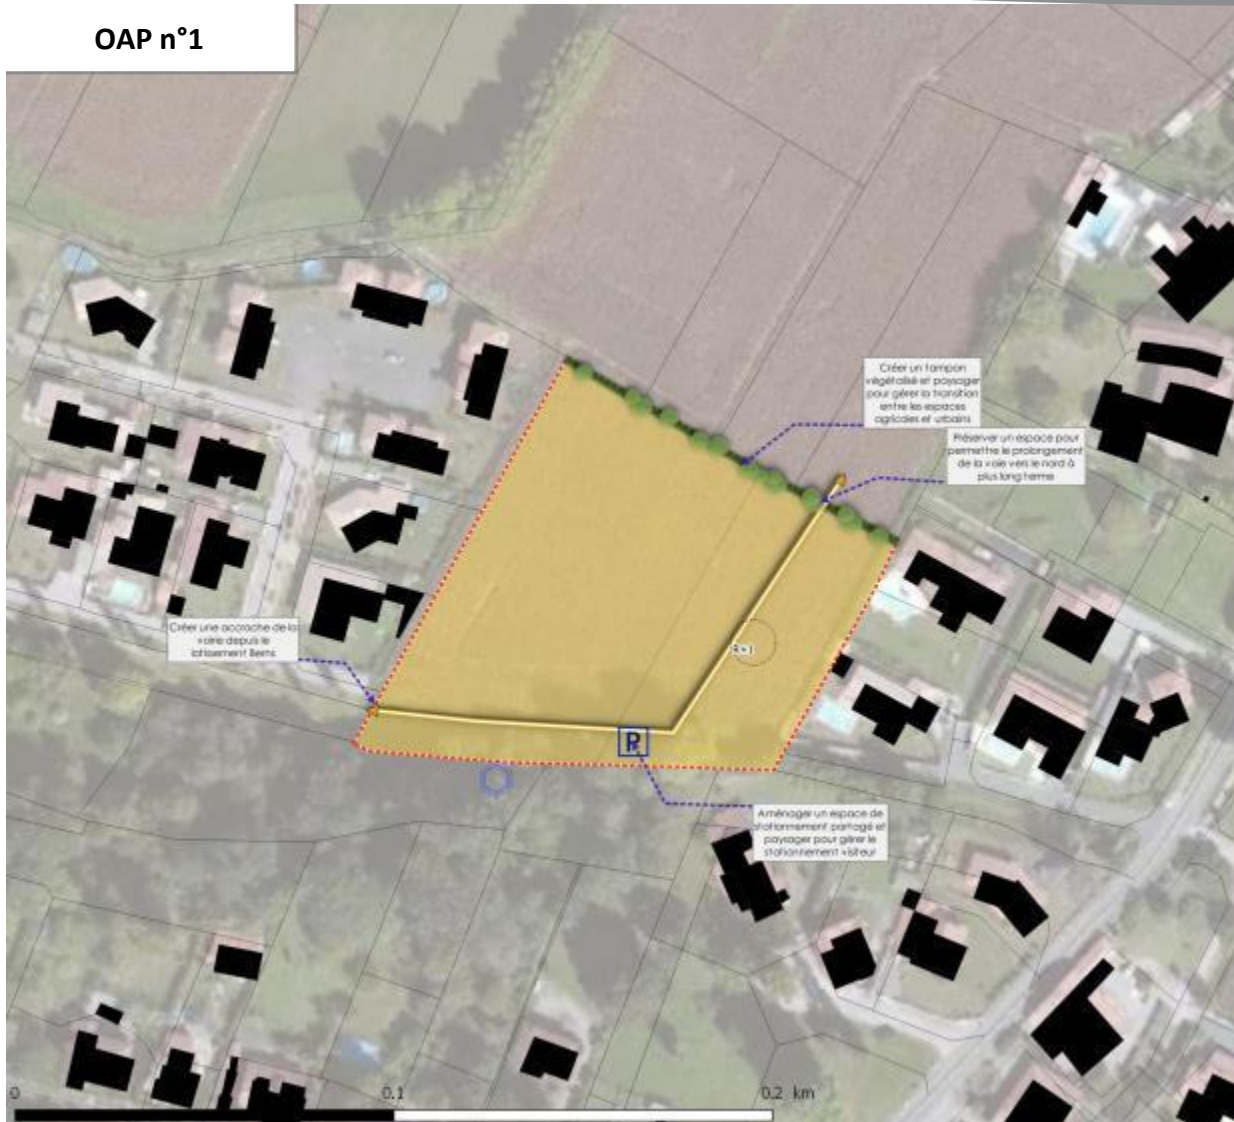 OAP n°1
Créer un tampon
végétalisé et paysager
pour gérer la transition
entre les espaces
agricoles et urbains
Préserver un espace pour
permettre le prolongement
de la voie vers le nord à
plus long terme
Créer une accroche de la
voirie depuis le
lotissement
R+1
P
Aménager un espace de
stationnement partagé et
paysager pour gérer le
stationnement visiteur
0
0.1
0.2 km